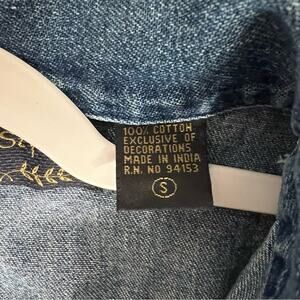 100% COTTON
EXCLUSIVE OF
DECORATIONS
MADE IN INDIA
R.N. NO 94153
S